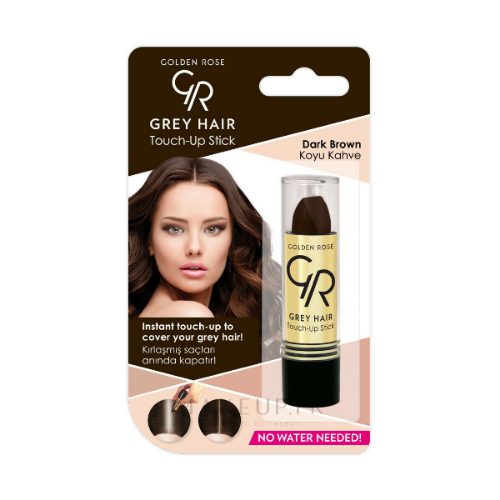 GOLDEN ROSE
GR
GREY HAIR
Touch-Up Stick
Dark Brown
Koyu Kahve
GOLDEN ROSE
GR
GREY HAIR
Touch-Up Stick
Instant touch-up to
cover your grey hair!
Kırlaşmış saçları
anında kapatır!
NO WATER NEEDED!